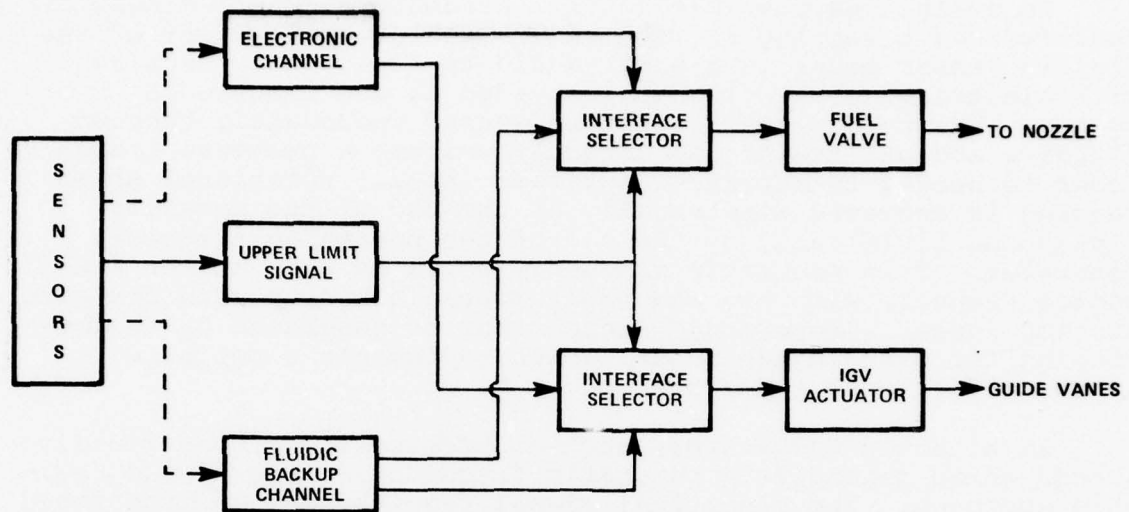 SENSORS
ELECTRONIC
CHANNEL
UPPER LIMIT
SIGNAL
FLUIDIC
BACKUP
CHANNEL
INTERFACE
SELECTOR
FUEL
VALVE
TO NOZZLE
INTERFACE
SELECTOR
IGV
ACTUATOR
GUIDE VANES